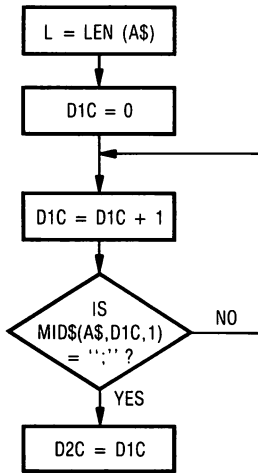 L = LEN (A$)
D1C = 0
D1C = D1C + 1
IS
MID$(A$,D1C,1)
= '';'' ?
NO
YES
D2C = D1C